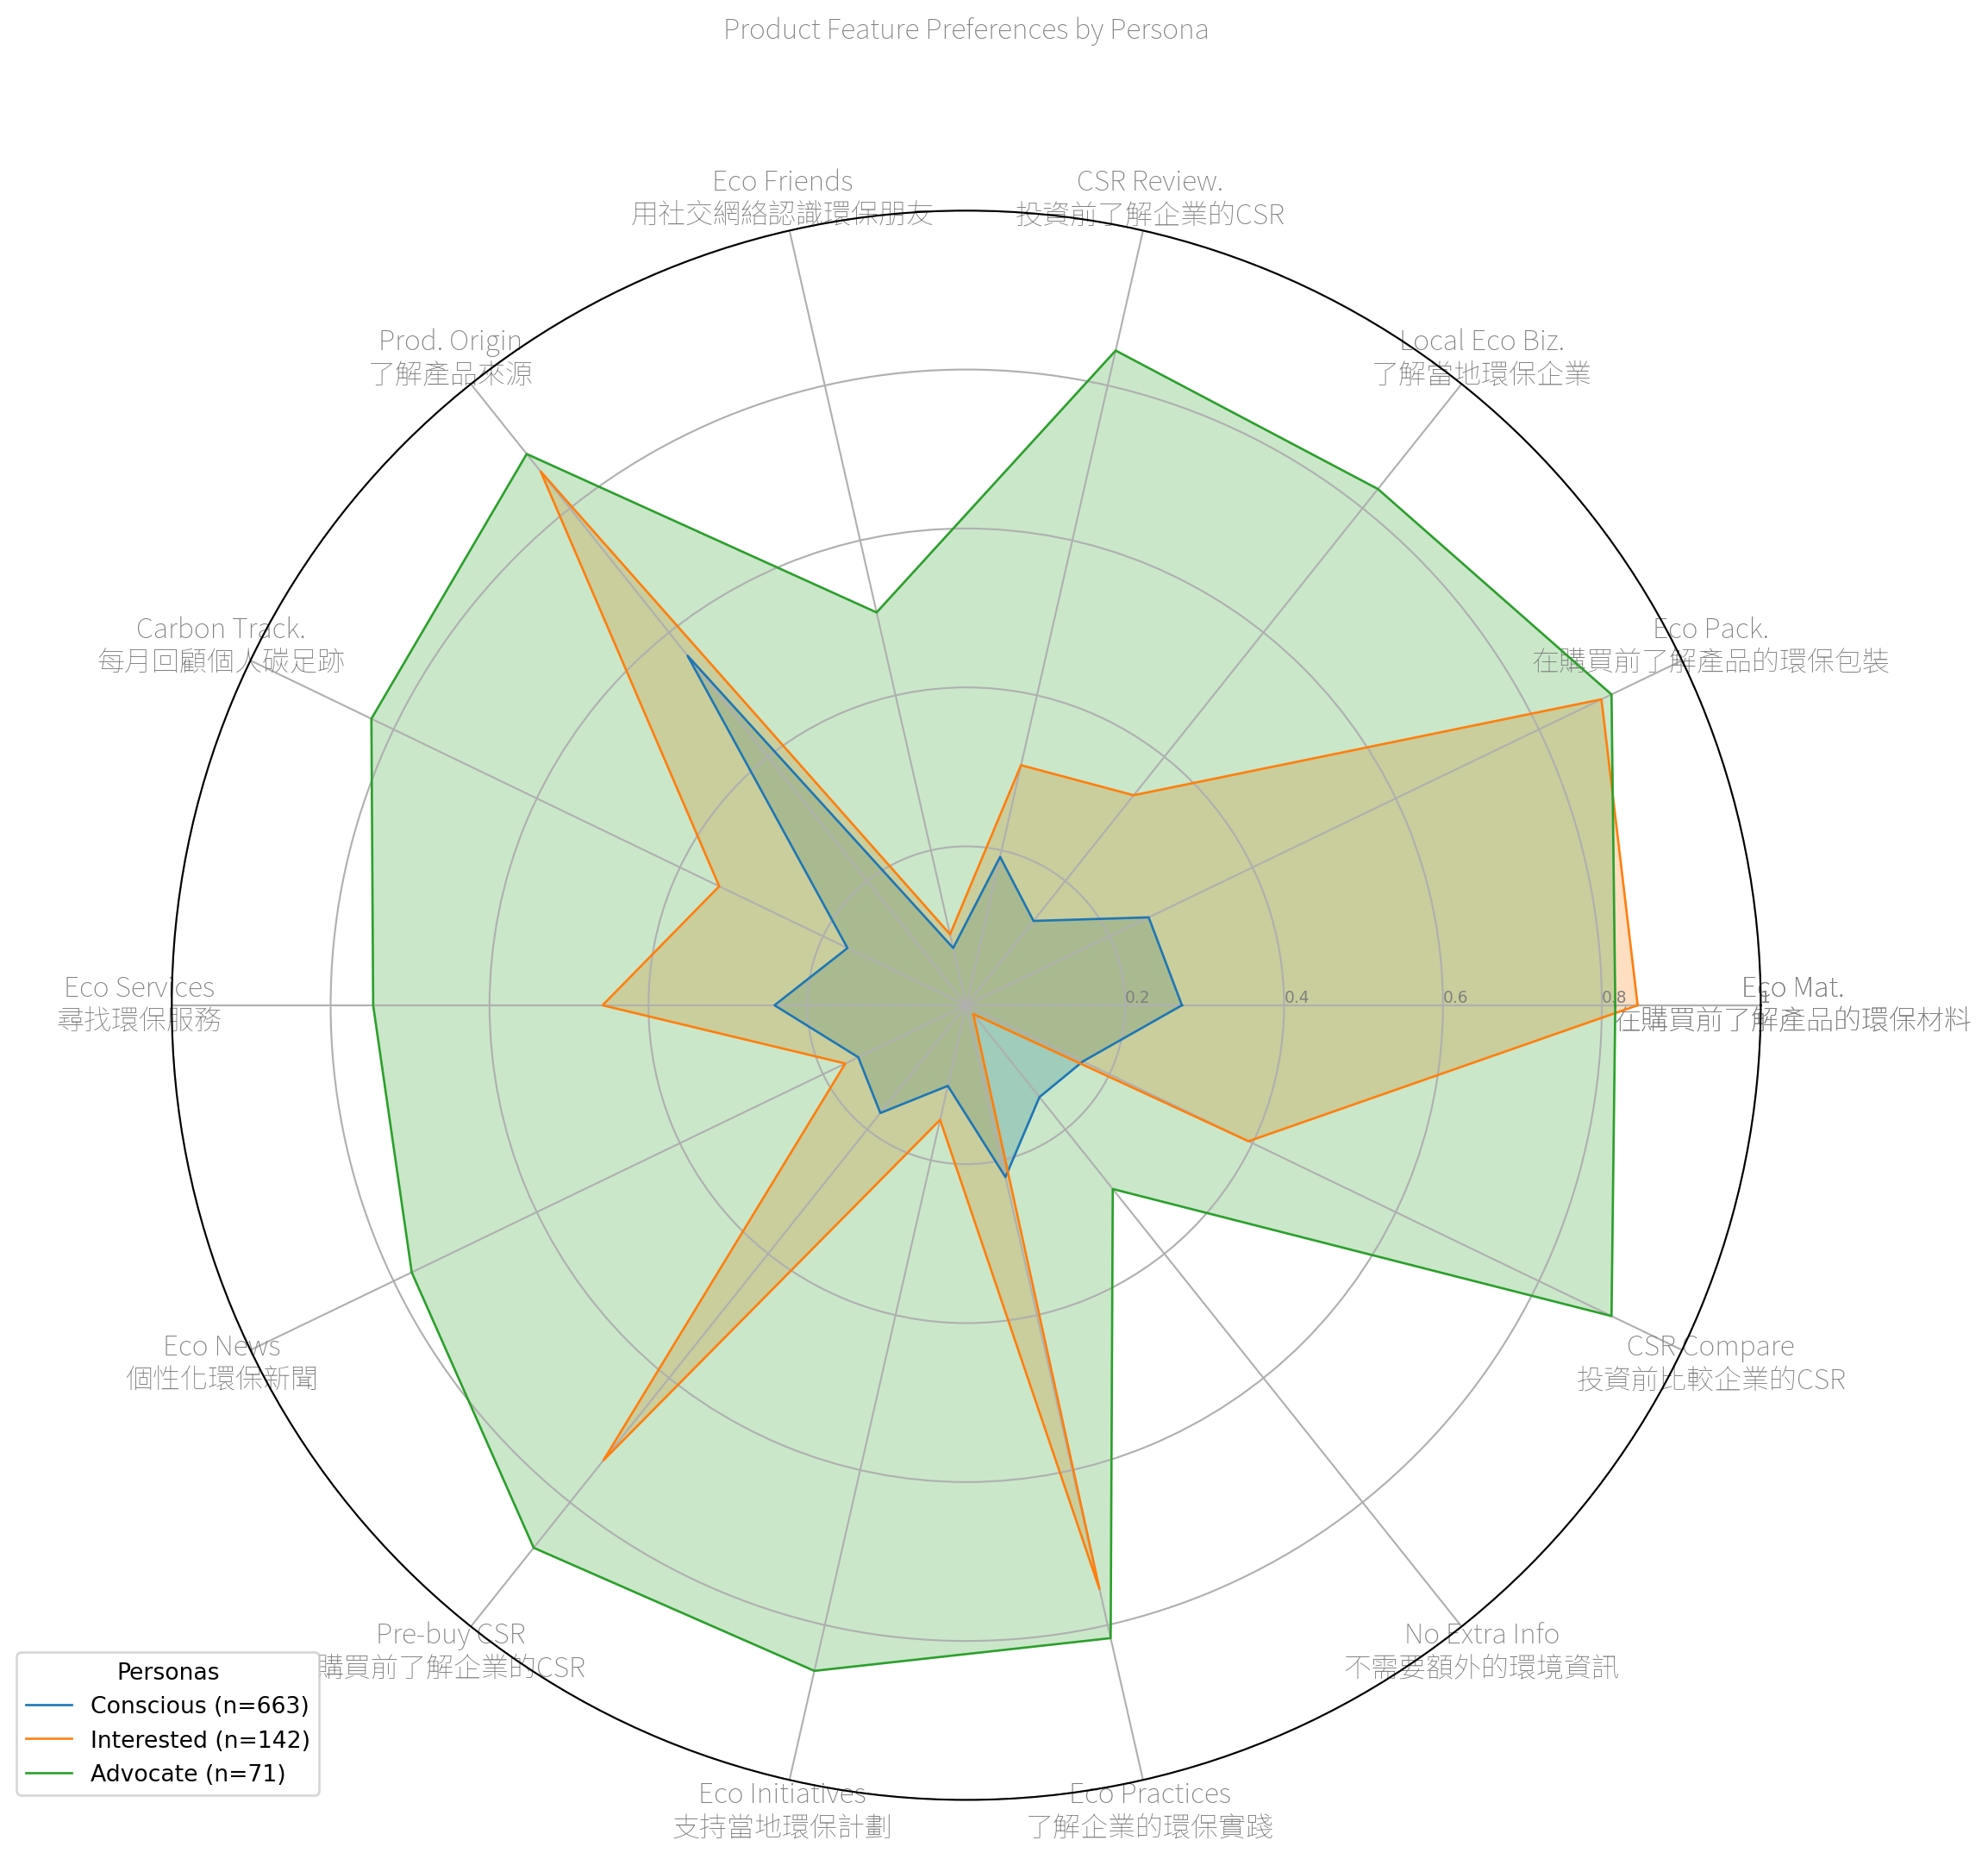 Product Feature Preferences by Persona
Eco Friends
用社交網絡認識環保朋友
CSR Review.
投資前了解企業的CSR
Prod. Origin
了解產品來源
Local Eco Biz.
了解當地環保企業
Carbon Track.
每月回顧個人碳足跡
Eco Pack.
在購買前了解產品的環保包裝
Eco Services
尋找環保服務
0.2
0.4
0.6
0.8
1
Eco Mat.
在購買前了解產品的環保材料
Eco News
個性化環保新聞
CSR Compare
投資前比較企業的CSR
Pre-buy CSR
購買前了解企業的CSR
No Extra Info
不需要額外的環境資訊
Personas
Conscious (n=663)
Interested (n=142)
Advocate (n=71)
Eco Initiatives
支持當地環保計劃
Eco Practices
了解企業的環保實踐